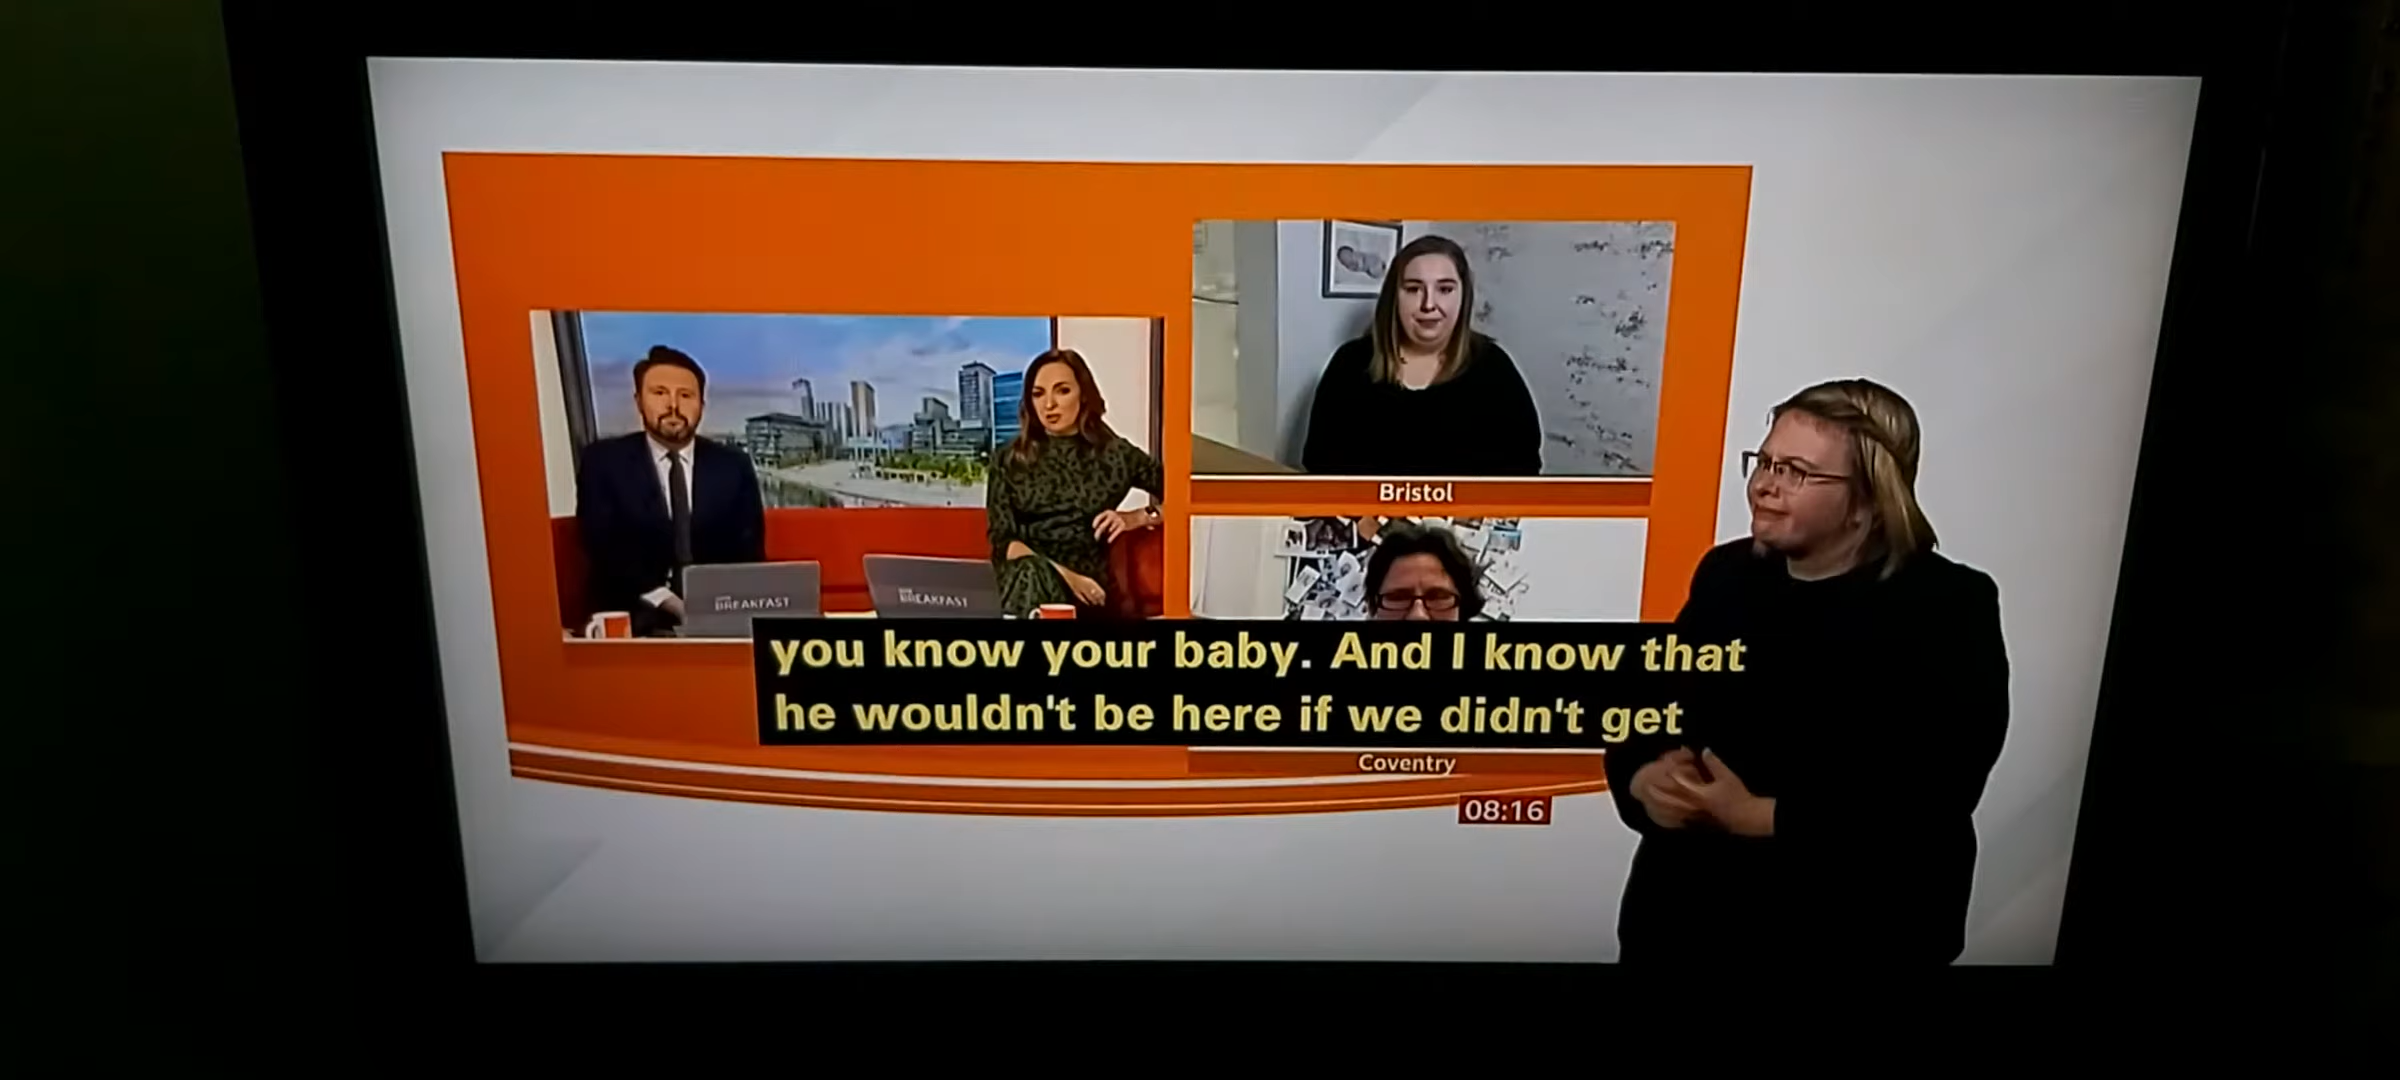 Bristol
BREAKFAST
BREAKFAST
you know your baby. And I know that
he wouldn't be here if we didn't get
Coventry
08:16